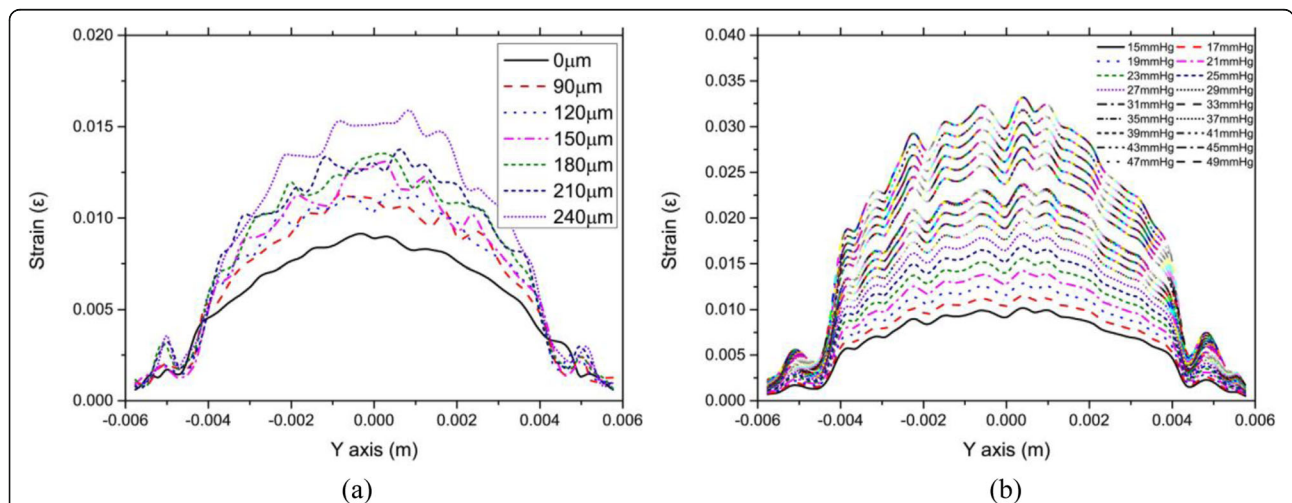 0.020
0.015
0.010
0.005
0.000
-0.006 -0.004 -0.002 0.000 0.002 0.004 0.006
Strain (ε)
Y axis (m)
0μm
90μm
120μm
150μm
180μm
210μm
240μm
(a)
0.040
0.035
0.030
0.025
0.020
0.015
0.010
0.005
0.000
-0.006 -0.004 -0.002 0.000 0.002 0.004 0.006
Strain (ε)
Y axis (m)
15mmHg 17mmHg
19mmHg 21mmHg
23mmHg 25mmHg
27mmHg 29mmHg
31mmHg 33mmHg
35mmHg 37mmHg
39mmHg 41mmHg
43mmHg 45mmHg
47mmHg 49mmHg
(b)